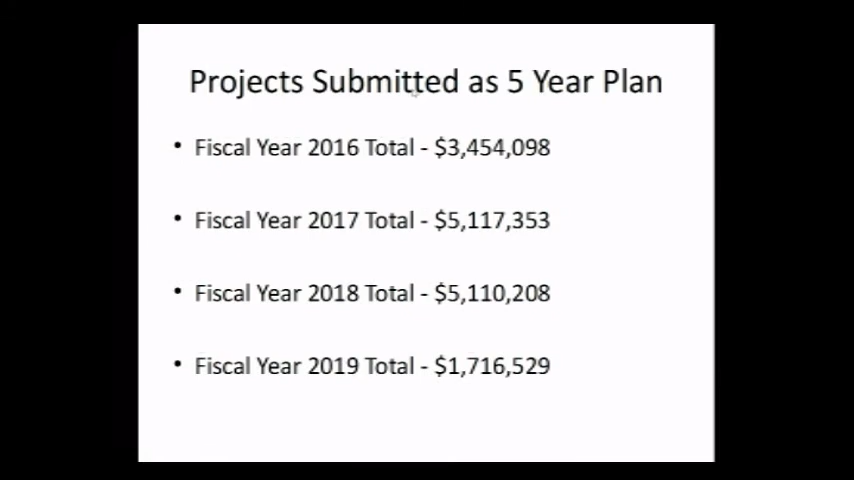 Projects Submitted as 5 Year Plan
• Fiscal Year 2016 Total - $3,454,098
• Fiscal Year 2017 Total - $5,117,353
• Fiscal Year 2018 Total - $5,110,208
• Fiscal Year 2019 Total - $1,716,529